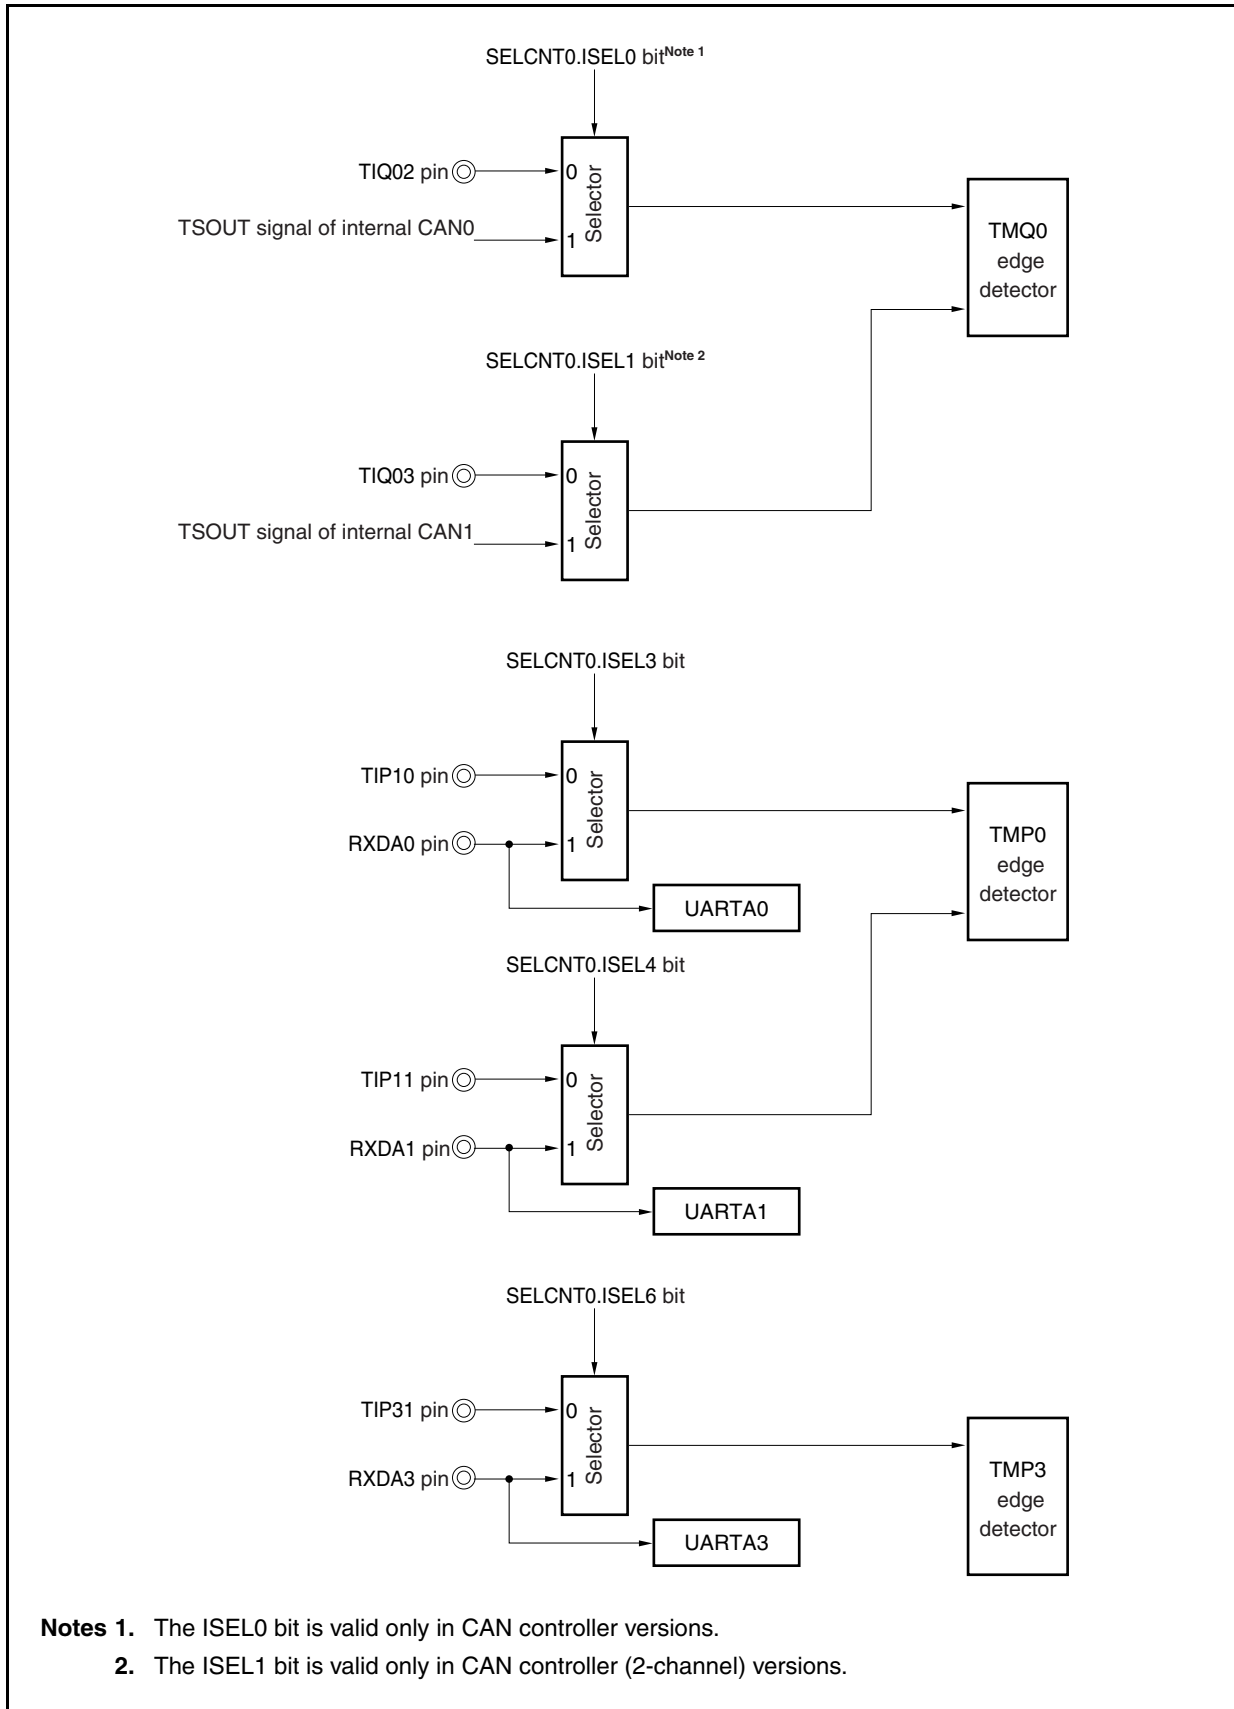 SELCNT0.ISEL0 bitNote 1
TIQ02 pin
0
Selector
TSOUT signal of internal CAN0
1
TMQ0
edge
detector
SELCNT0.ISEL1 bitNote 2
TIQ03 pin
0
Selector
TSOUT signal of internal CAN1
1
SELCNT0.ISEL3 bit
TIP10 pin
0
Selector
RXDA0 pin
1
TMP0
edge
detector
UARTA0
SELCNT0.ISEL4 bit
TIP11 pin
0
Selector
RXDA1 pin
1
UARTA1
SELCNT0.ISEL6 bit
TIP31 pin
0
Selector
RXDA3 pin
1
TMP3
edge
detector
UARTA3
Notes 1. The ISEL0 bit is valid only in CAN controller versions.
2. The ISEL1 bit is valid only in CAN controller (2-channel) versions.